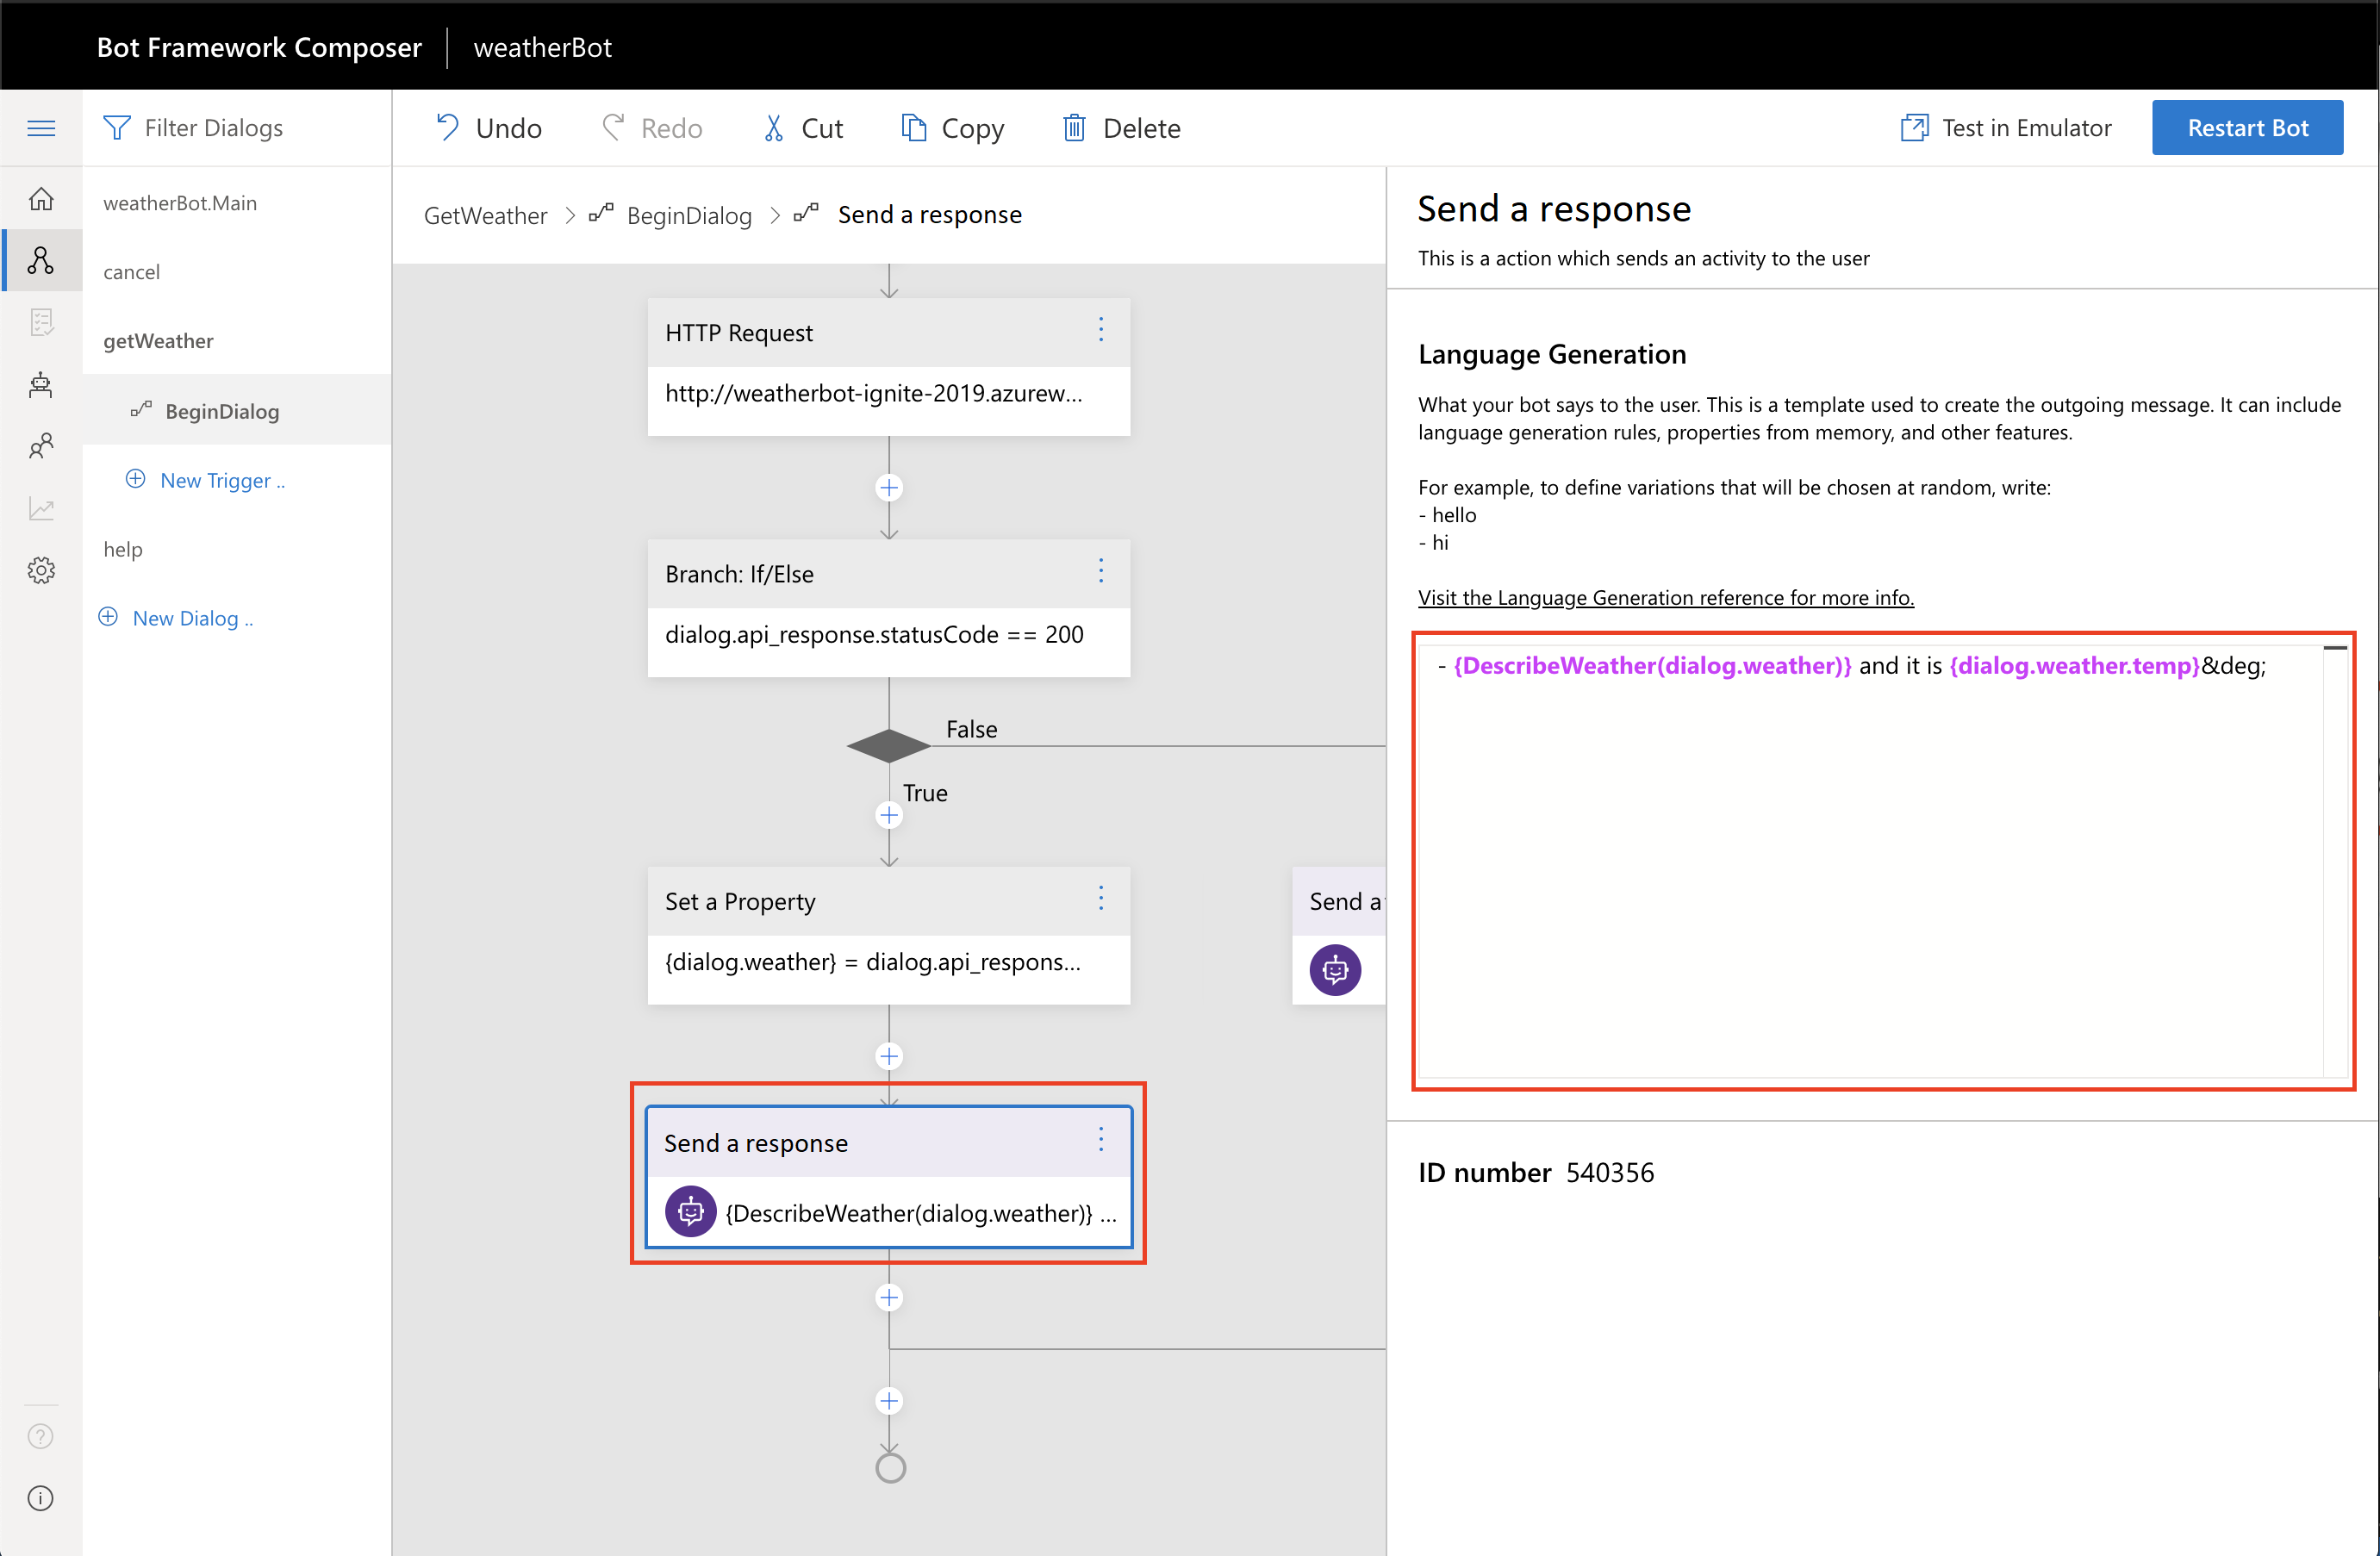 Bot Framework Composer
weatherBot
Filter Dialogs
Undo
Redo
Cut
Copy
Delete
Test in Emulator
Restart Bot
weatherBot.Main
cancel
getWeather
BeginDialog
New Trigger ..
help
New Dialog ..
GetWeather > BeginDialog > Send a response
HTTP Request
http://weatherbot-ignite-2019.azurew...
Branch: If/Else
dialog.api_response.statusCode == 200
False
True
Set a Property
{dialog.weather} = dialog.api_respons...
Send a
Send a response
{DescribeWeather(dialog.weather)} ...
Send a response
This is a action which sends an activity to the user
Language Generation
What your bot says to the user. This is a template used to create the outgoing message. It can include
language generation rules, properties from memory, and other features.
For example, to define variations that will be chosen at random, write:
- hello
- hi
Visit the Language Generation reference for more info.
- {DescribeWeather(dialog.weather)} and it is {dialog.weather.temp}&deg;
ID number 540356